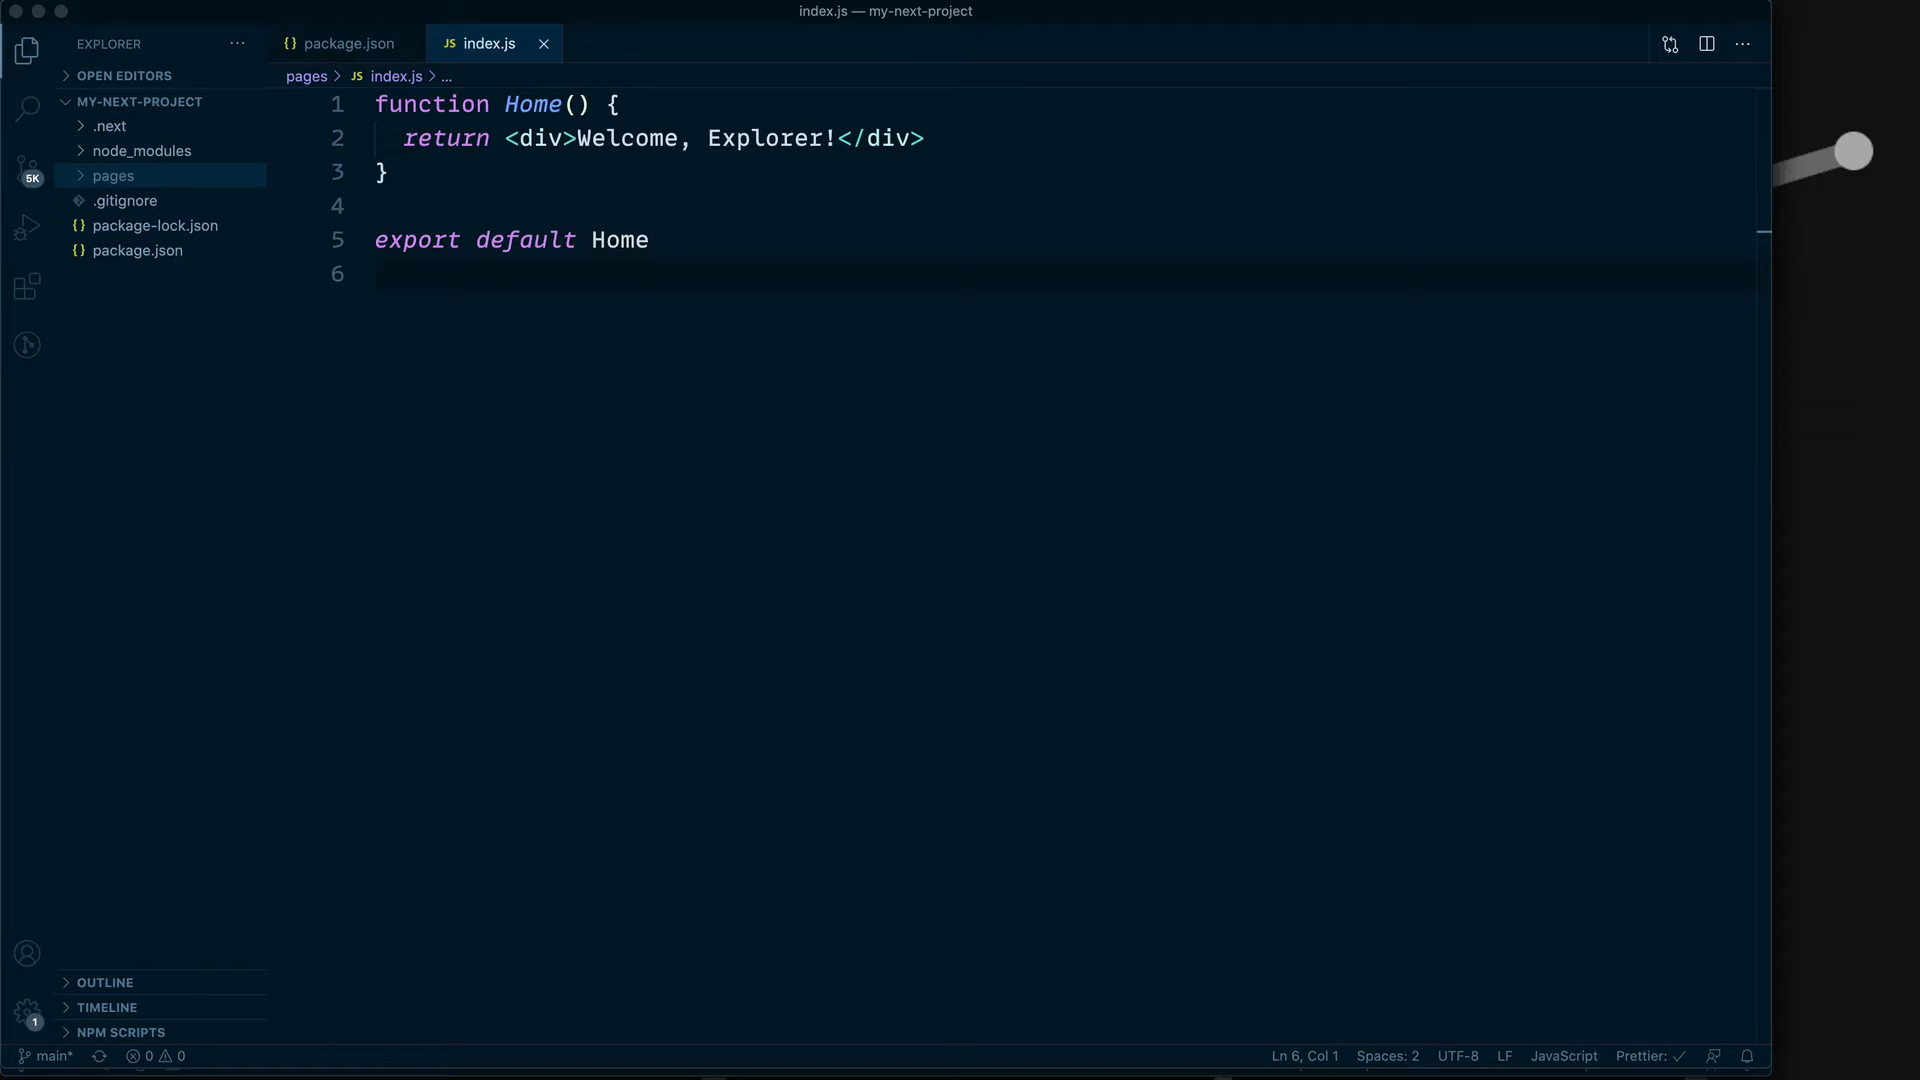 index.js — my-next-project
EXPLORER
{} package.json
JS index.js
OPEN EDITORS
pages > JS index.js > ...
MY-NEXT-PROJECT
.next
node_modules
pages
.gitignore
{} package-lock.json
{} package.json
5K
1 function Home() {
2 return <div>Welcome, Explorer!</div>
3 }
4
5 export default Home
6
OUTLINE
TIMELINE
1
NPM SCRIPTS
main* 0 0 Ln 6, Col 1 Spaces: 2 UTF-8 LF JavaScript Prettier: ✓